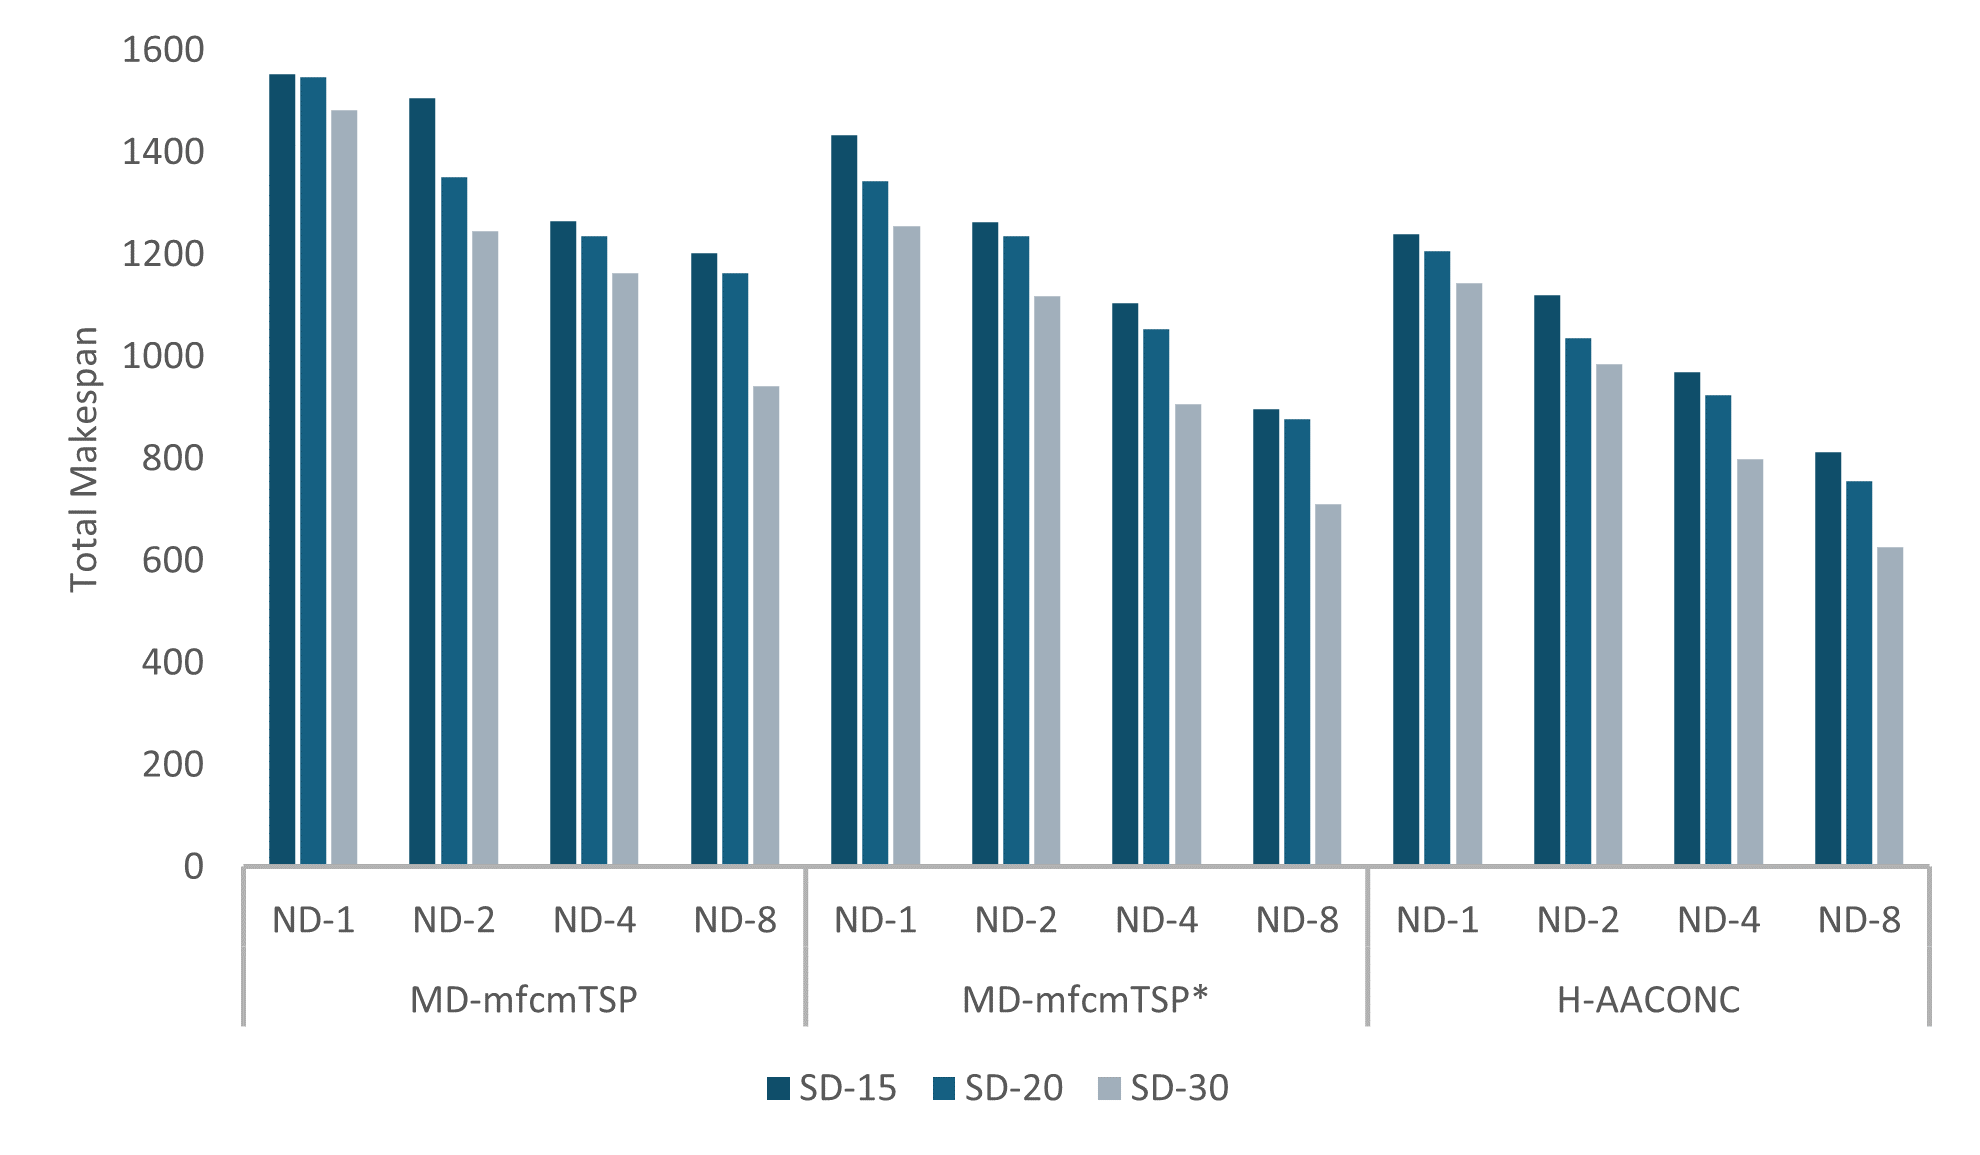 1600
1400
1200
1000
800
600
400
200
0
Total Makespan
ND-1 ND-2 ND-4 ND-8 ND-1 ND-2 ND-4 ND-8 ND-1 ND-2 ND-4 ND-8
MD-mfcmTSP MD-mfcmTSP* H-AACONC
SD-15 SD-20 SD-30